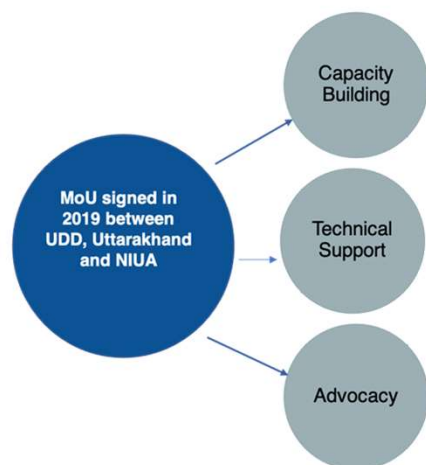 MoU signed in
2019 between
UDD, Uttarakhand
and NIUA
Capacity
Building
Technical
Support
Advocacy